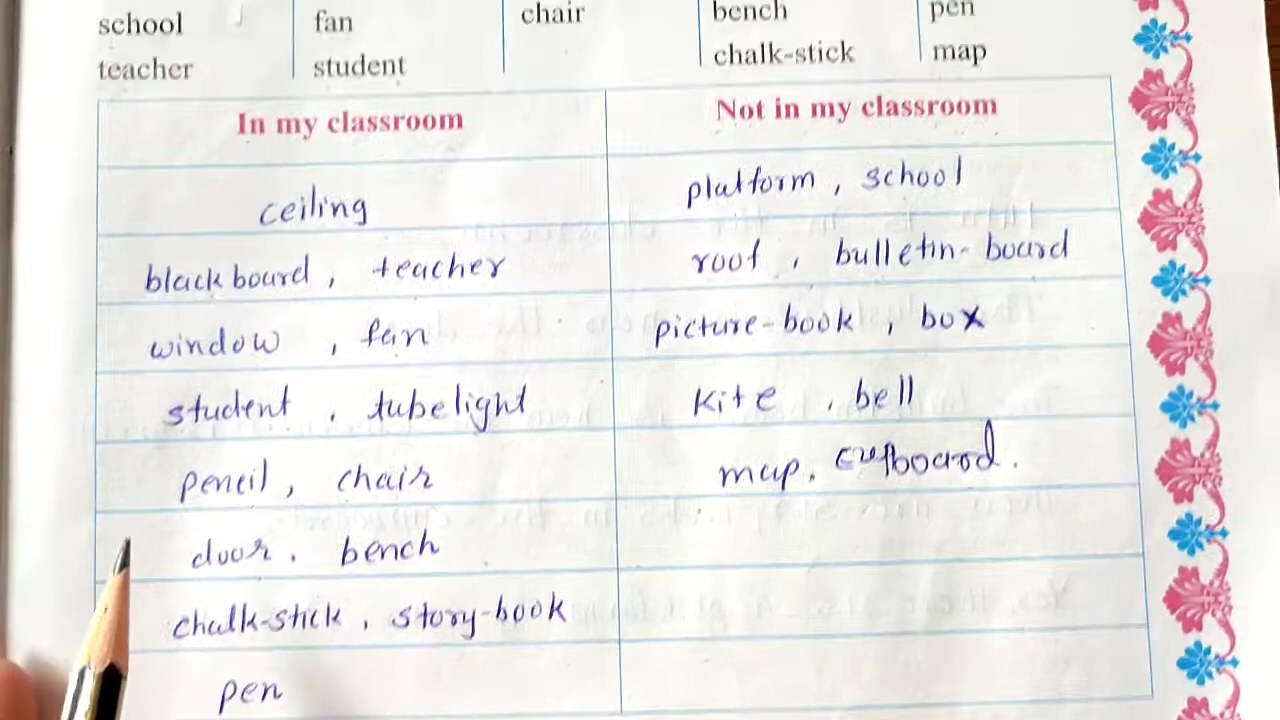 school fan chair bench pen
teacher student chalk-stick map
In my classroom Not in my classroom
ceiling platform, school
blackboard, teacher roof, bulletin-board
window, fan picture-book, box
student, tubelight kite, bell
pencil, chair map, cupboard.
door, bench
chalk-stick, story-book
pen